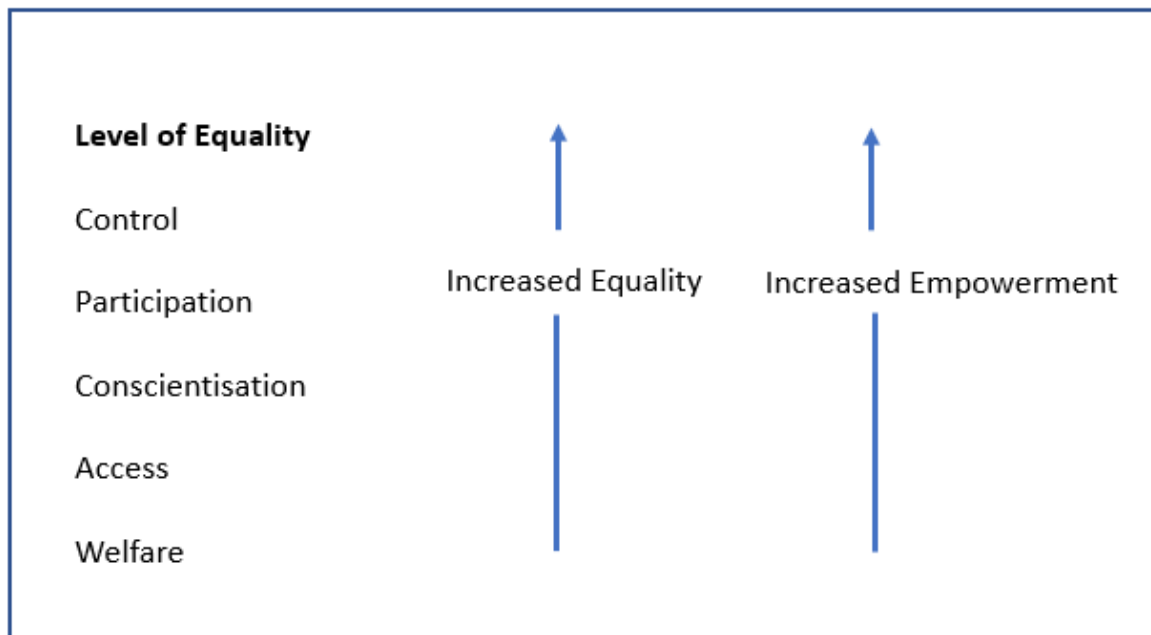 Level of Equality
Control
Increased Equality
Increased Empowerment
Participation
Conscientisation
Access
Welfare